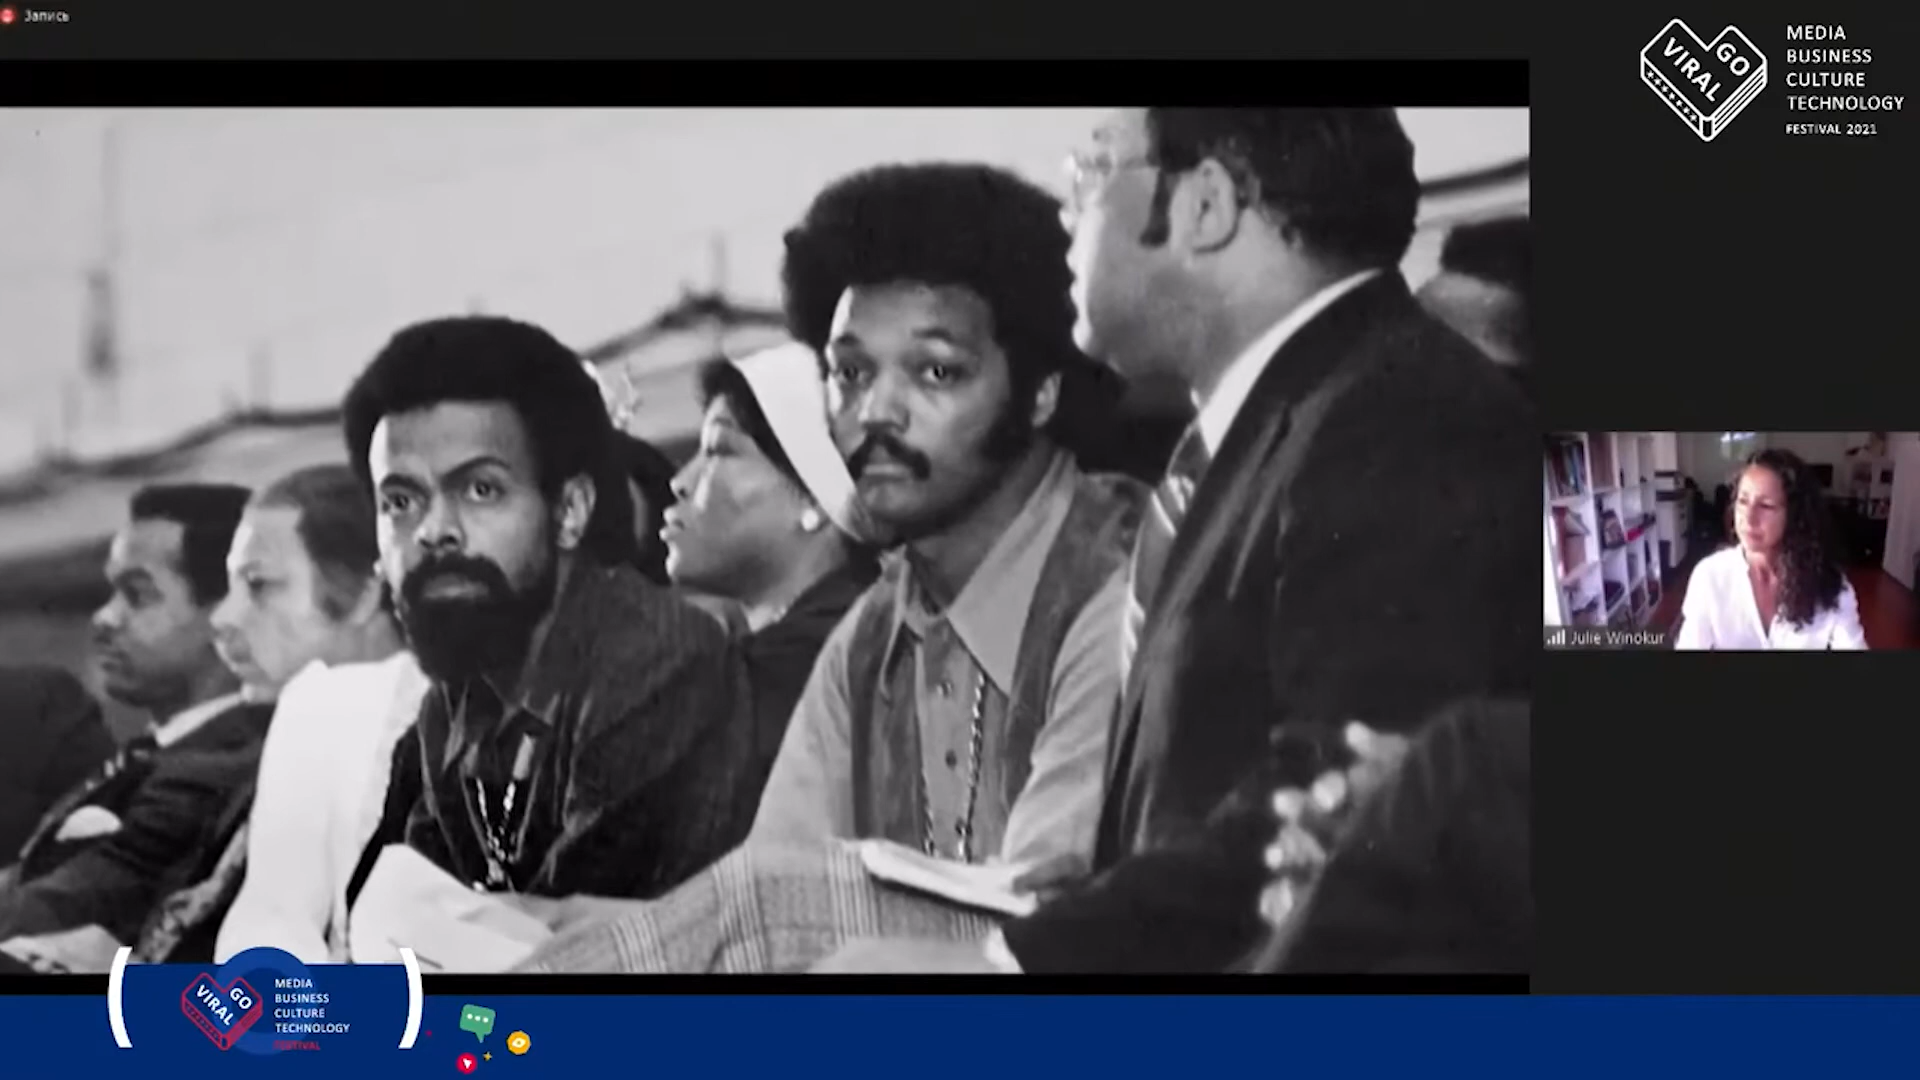 Запись
VIRAL
GO
MEDIA
BUSINESS
CULTURE
TECHNOLOGY
FESTIVAL 2021
Julie Winokur
VIRAL
GO
MEDIA
BUSINESS
CULTURE
TECHNOLOGY
FESTIVAL